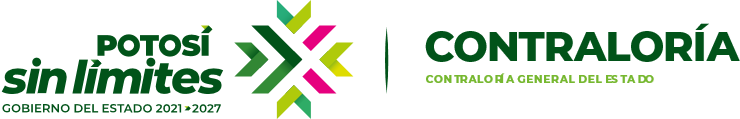 POTOSÍ
sin límites
GOBIERNO DEL ESTADO 2021 > 2027
CONTRALORÍA
CONTRALORÍA GENERAL DEL ESTADO